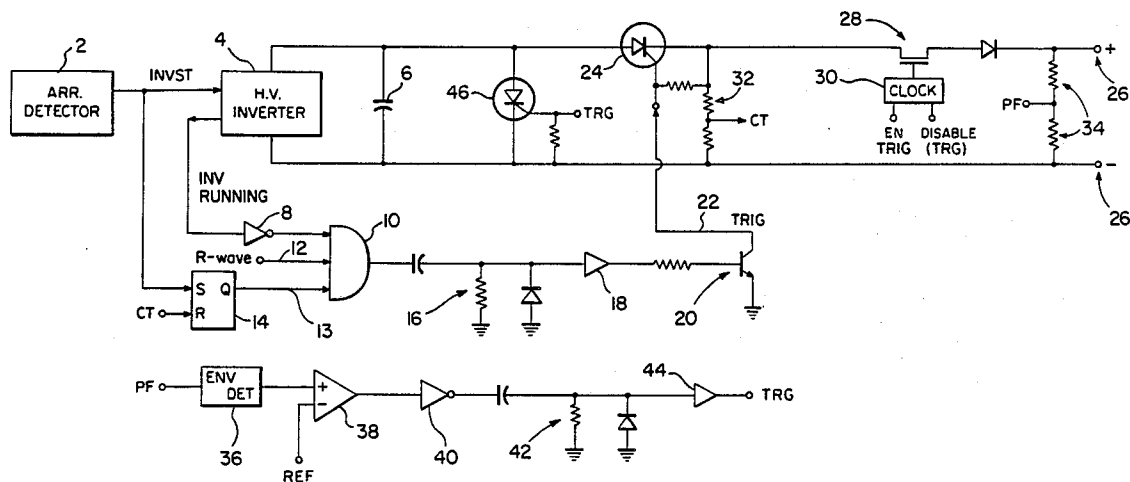 2
ARR.
DETECTOR
INVST
4
H.V.
INVERTER
6
46
TRG
24
32
CT
28
30
CLOCK
EN
TRIG
DISABLE
(TRG)
PF
34
+
26
−
26
INV
RUNNING
8
10
R-wave
12
S Q
R
CT
14
13
16
18
20
22
TRIG
PF
ENV
DET
36
+
−
38
REF
40
42
44
TRG